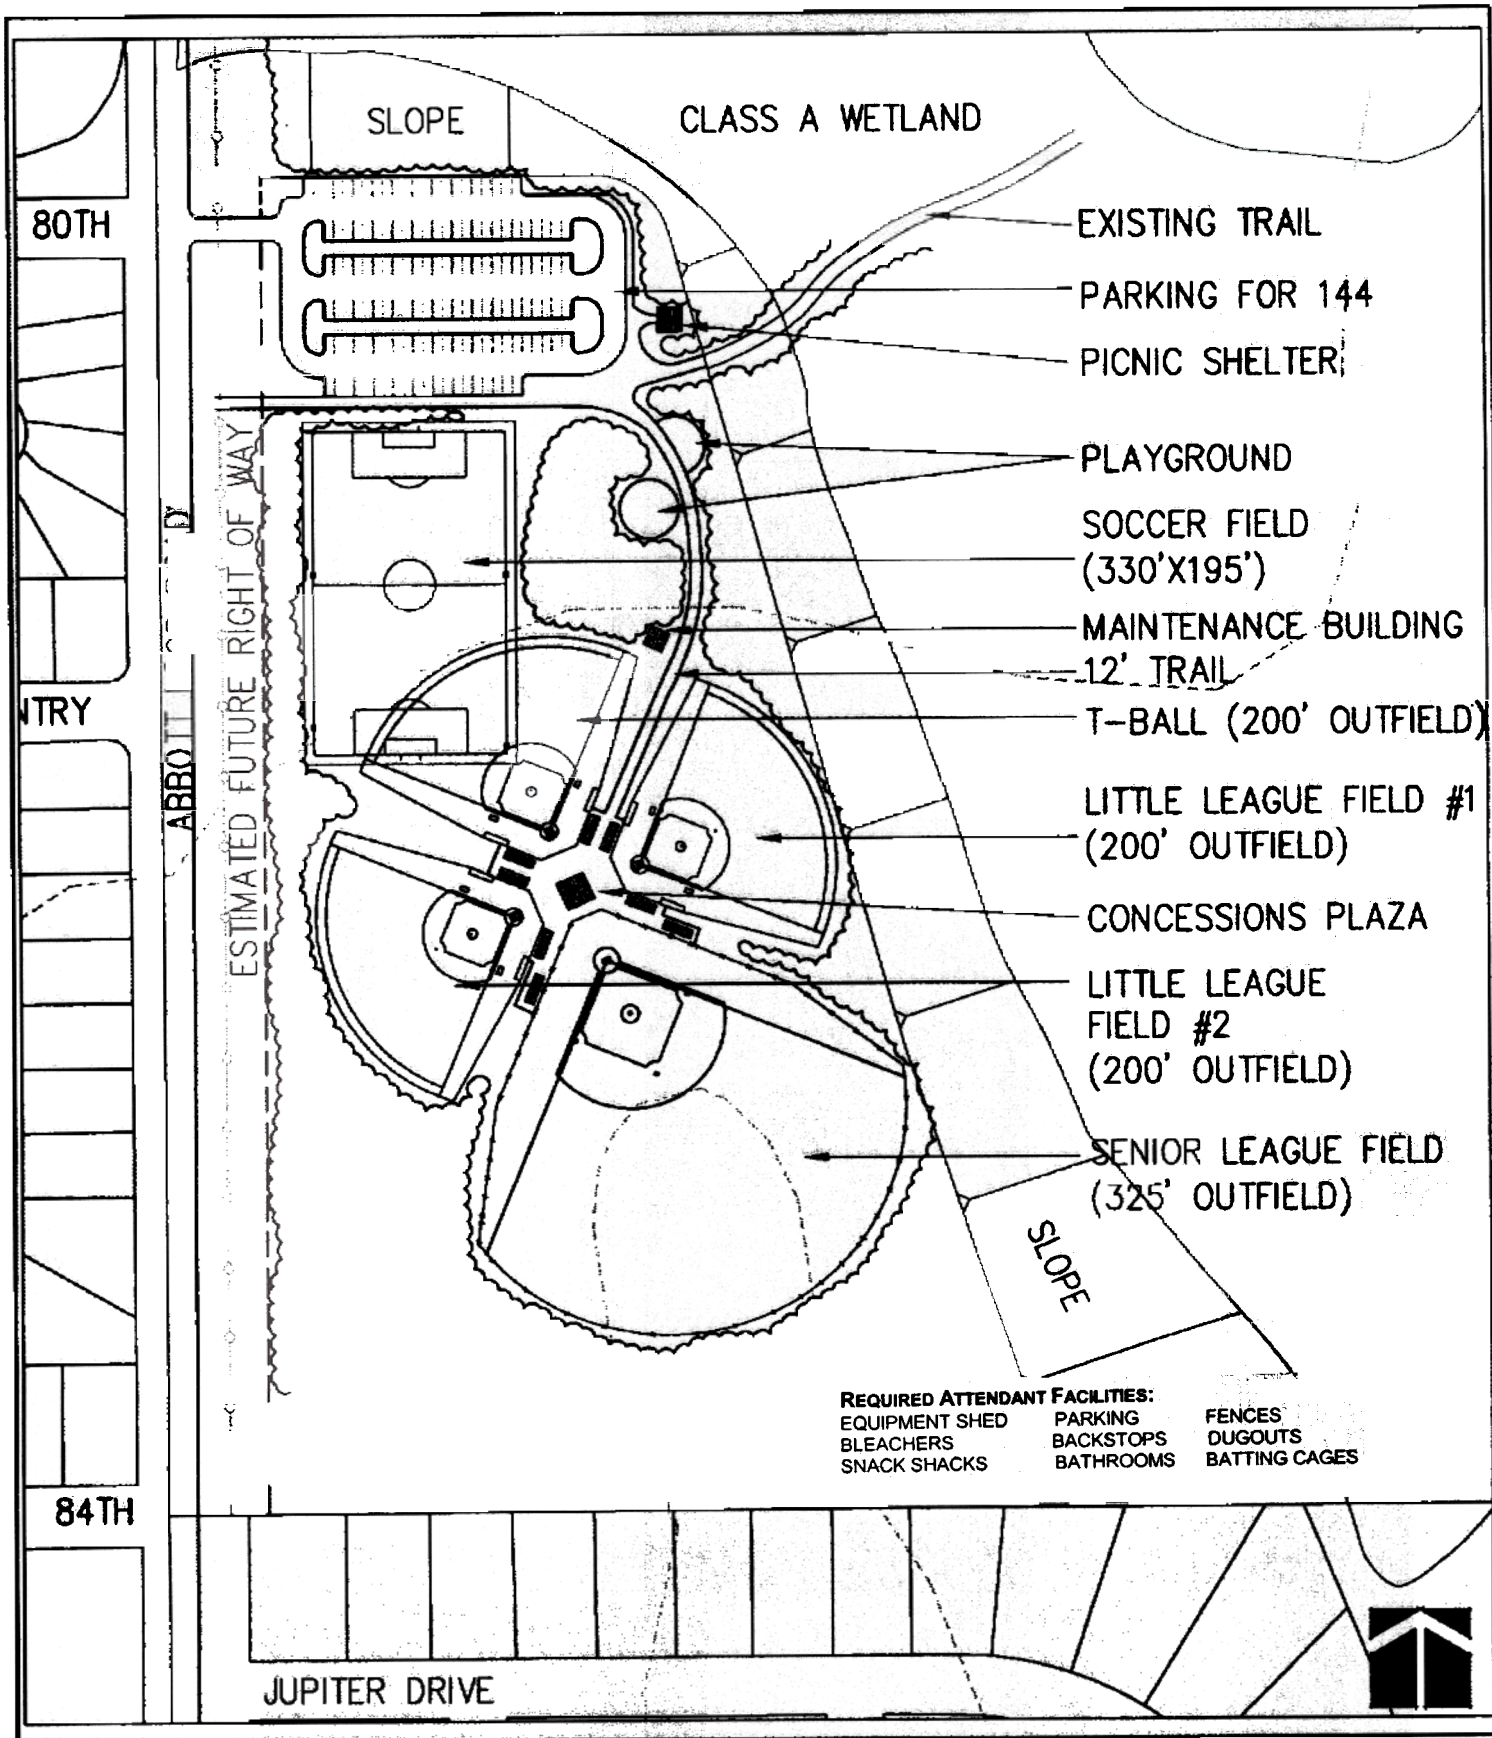 SLOPE
CLASS A WETLAND
80TH
EXISTING TRAIL
PARKING FOR 144
PICNIC SHELTER
PLAYGROUND
SOCCER FIELD
(330'X195')
MAINTENANCE BUILDING
12' TRAIL
T-BALL (200' OUTFIELD)
NTRY
LITTLE LEAGUE FIELD #1
(200' OUTFIELD)
ESTIMATED FUTURE RIGHT OF WAY
CONCESSIONS PLAZA
LITTLE LEAGUE
FIELD #2
(200' OUTFIELD)
SENIOR LEAGUE FIELD
(325' OUTFIELD)
SLOPE
REQUIRED ATTENDANT FACILITIES:
EQUIPMENT SHED PARKING FENCES
BLEACHERS BACKSTOPS DUGOUTS
SNACK SHACKS BATHROOMS BATTING CAGES
84TH
JUPITER DRIVE